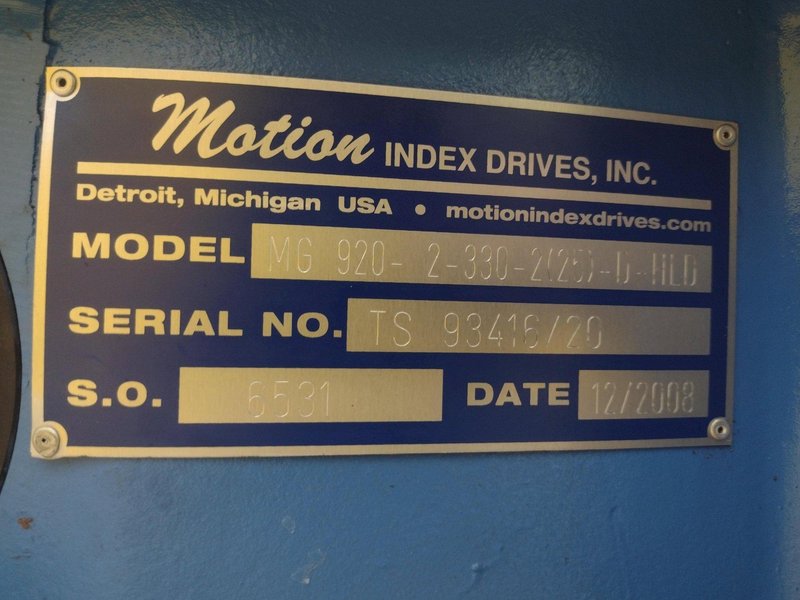 Motion INDEX DRIVES, INC.
Detroit, Michigan USA • motionindexdrives.com
MODEL MG 920- 2-330-2(25)-D-HLD
SERIAL NO. TS 93416/20
S.O. 6531 DATE 12/2008